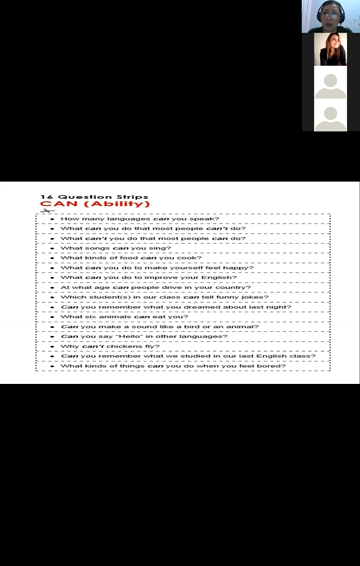 16 Question Strips
CAN (Ability)
How many languages can you speak?
What can you do that most people can't do?
What can't you do that most people can do?
What songs can you sing?
What kinds of food can you cook?
What can you do to make yourself feel happy?
What can you do to improve your English?
At what age can people drive in your country?
Which student(s) in our class can tell funny jokes?
Can you remember what you dreamed about last night?
What six animals can eat you?
Can you make a sound like a bird or an animal?
Can you say "Hello" in other languages?
Why can't chickens fly?
Can you remember what we studied in our last English class?
What kinds of things can you do when you feel bored?